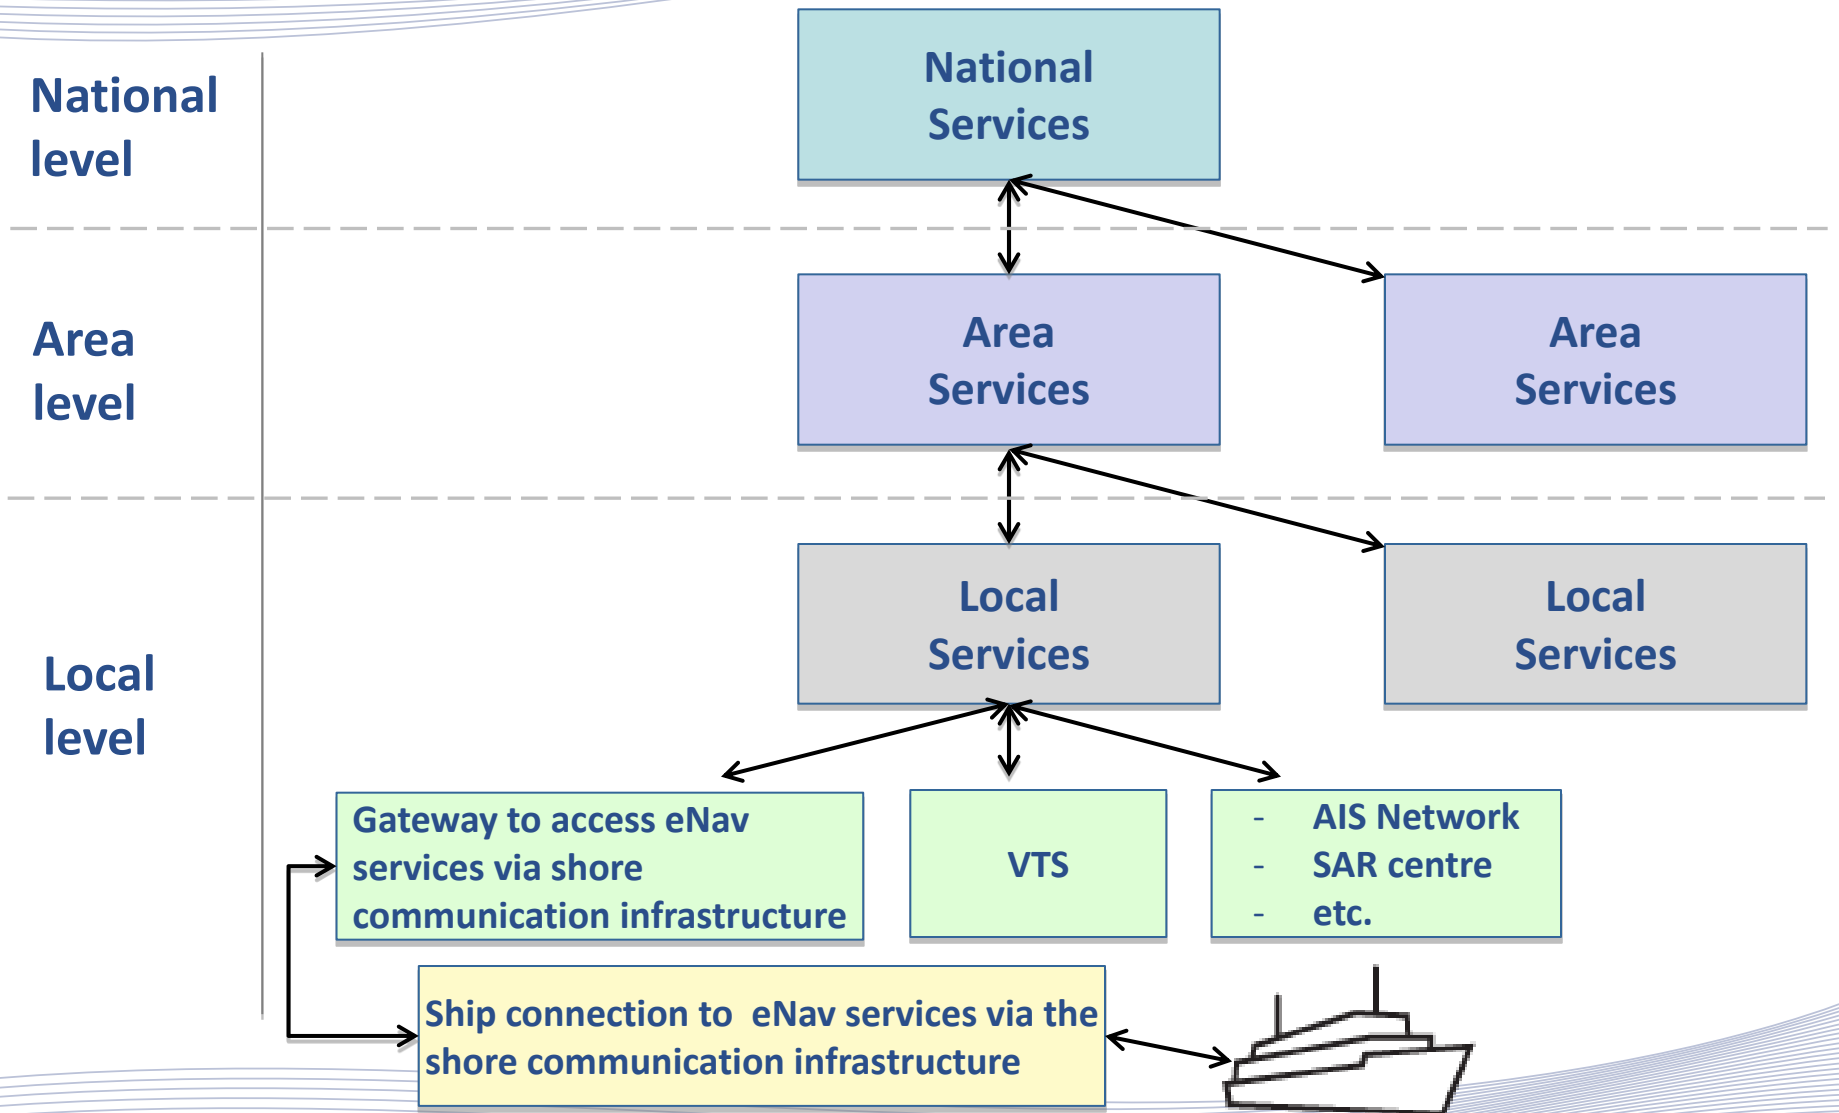 National
level
National
Services
Area
level
Area
Services
Area
Services
Local
level
Local
Services
Local
Services
Gateway to access eNav
services via shore
communication infrastructure
VTS
- AIS Network
- SAR centre
- etc.
Ship connection to eNav services via the
shore communication infrastructure